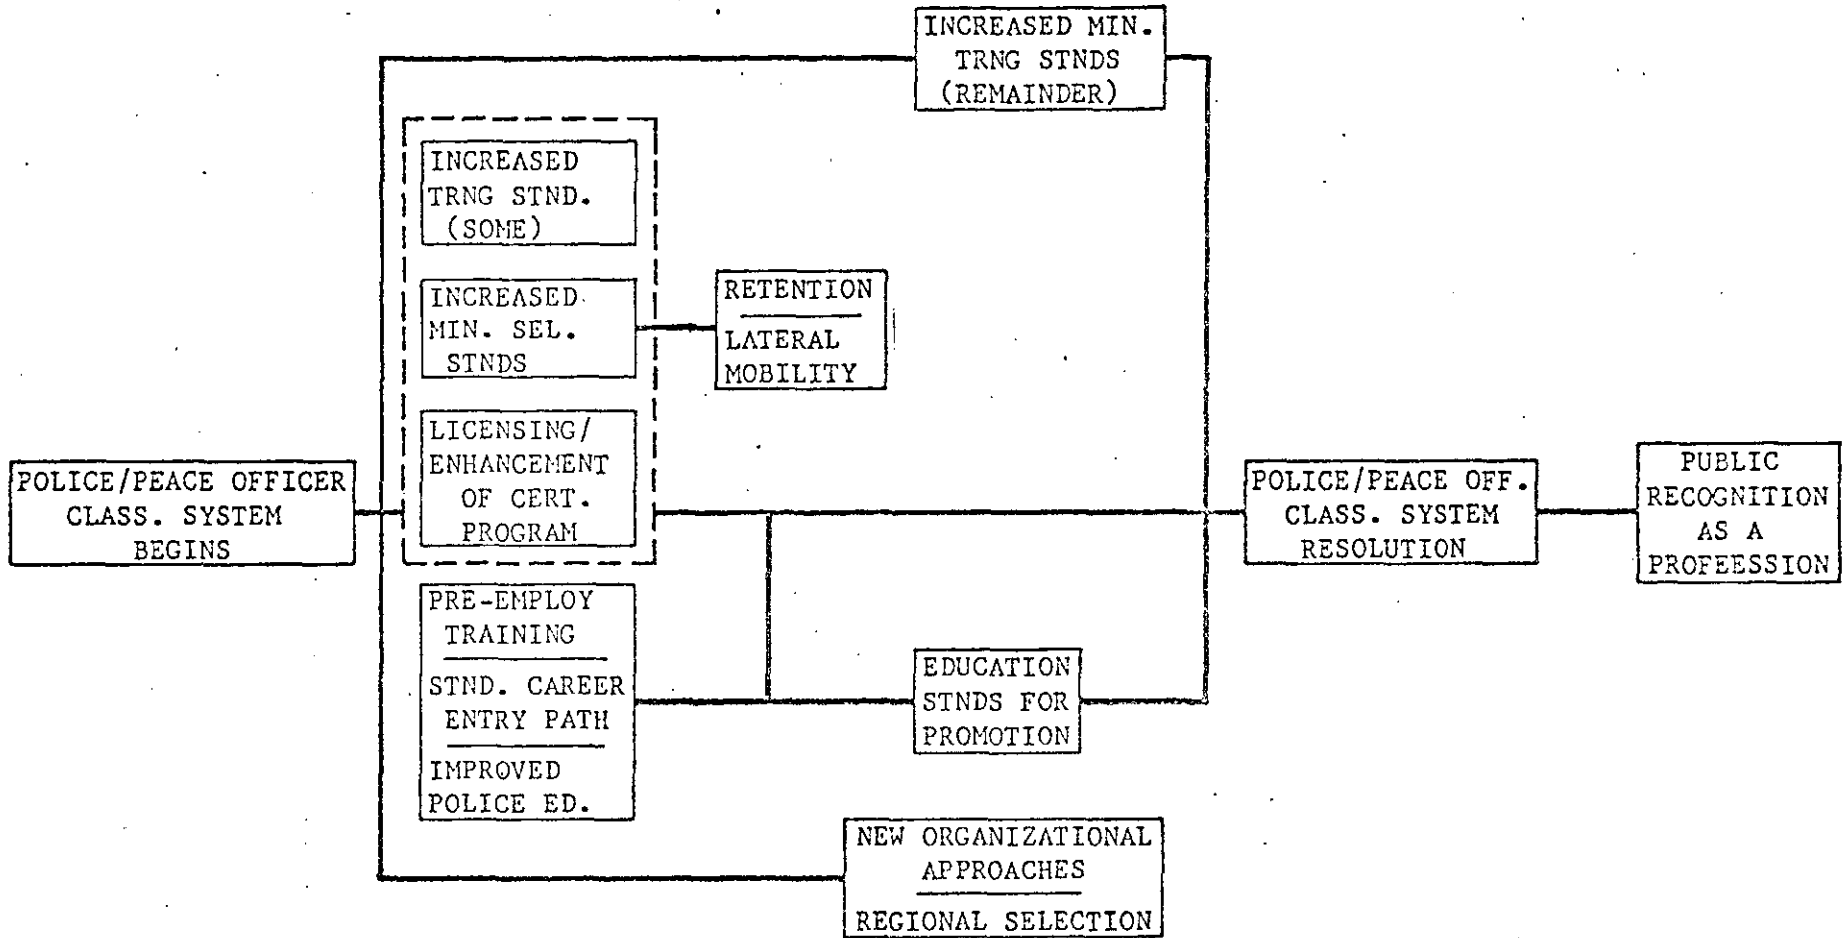 INCREASED MIN.
TRNG STNDS
(REMAINDER)
INCREASED
TRNG STND.
(SOME)
INCREASED
MIN. SEL.
STNDS
RETENTION
LATERAL
MOBILITY
LICENSING/
ENHANCEMENT
OF CERT.
PROGRAM
POLICE/PEACE OFFICER
CLASS. SYSTEM
BEGINS
POLICE/PEACE OFF.
CLASS. SYSTEM
RESOLUTION
PUBLIC
RECOGNITION
AS A
PROFEESSION
PRE-EMPLOY
TRAINING
STND. CAREER
ENTRY PATH
IMPROVED
POLICE ED.
EDUCATION
STNDS FOR
PROMOTION
NEW ORGANIZATIONAL
APPROACHES
REGIONAL SELECTION